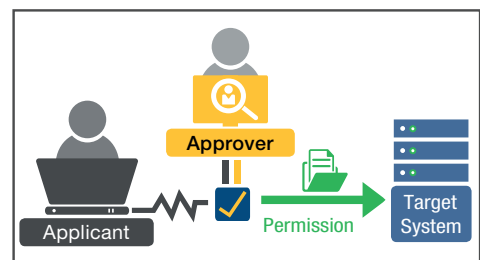 Approver
Applicant
Permission
Target
System